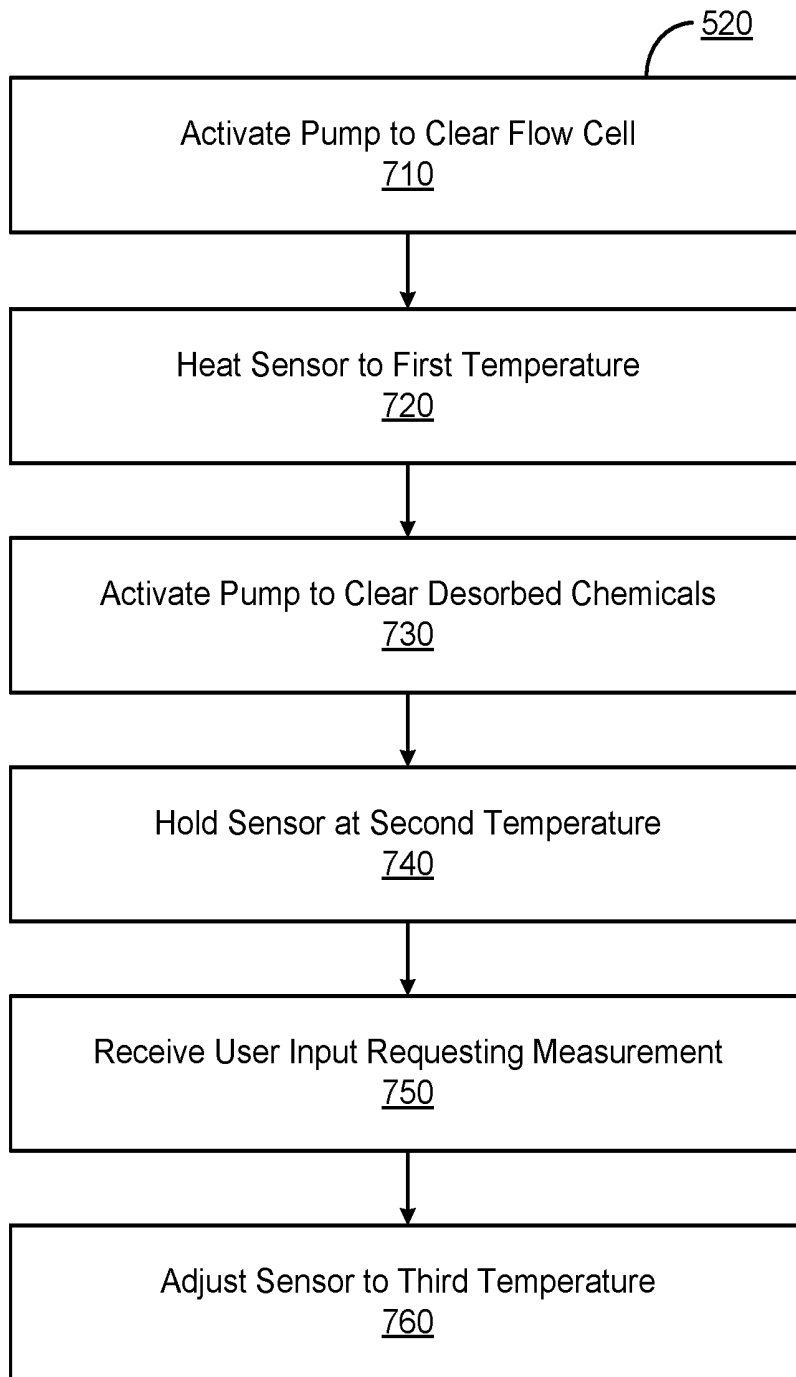 520
Activate Pump to Clear Flow Cell
710
Heat Sensor to First Temperature
720
Activate Pump to Clear Desorbed Chemicals
730
Hold Sensor at Second Temperature
740
Receive User Input Requesting Measurement
750
Adjust Sensor to Third Temperature
760